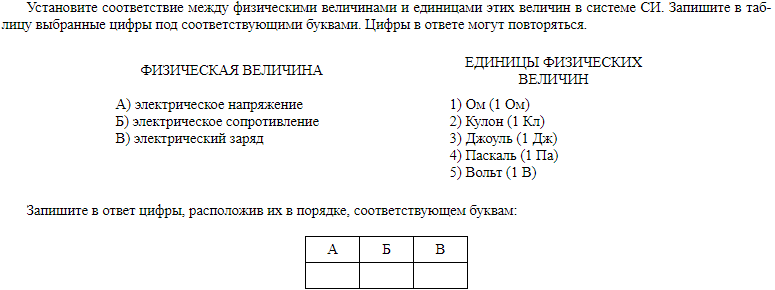 Установите соответствие между физическими величинами и единицами этих величин в системе СИ. Запишите в таб-
лицу выбранные цифры под соответствующими буквами. Цифры в ответе могут повторяться.
ФИЗИЧЕСКАЯ ВЕЛИЧИНА
А) электрическое напряжение
Б) электрическое сопротивление
В) электрический заряд
ЕДИНИЦЫ ФИЗИЧЕСКИХ
ВЕЛИЧИН
1) Ом (1 Ом)
2) Кулон (1 Кл)
3) Джоуль (1 Дж)
4) Паскаль (1 Па)
5) Вольт (1 В)
Запишите в ответ цифры, расположив их в порядке, соответствующем буквам:
А Б В